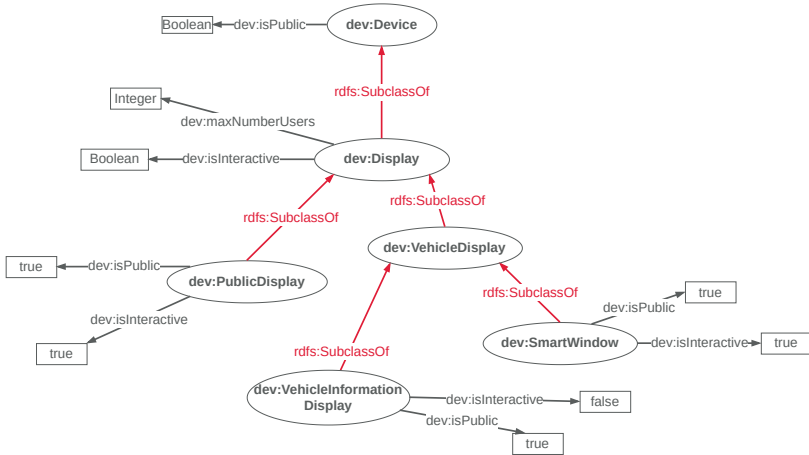 Boolean
dev:isPublic
dev:Device
rdfs:SubclassOf
Integer
dev:maxNumberUsers
Boolean
dev:isInteractive
dev:Display
rdfs:SubclassOf
rdfs:SubclassOf
dev:VehicleDisplay
true
dev:isPublic
dev:PublicDisplay
rdfs:SubclassOf
true
dev:isPublic
dev:isInteractive
true
dev:SmartWindow
dev:isInteractive
true
rdfs:SubclassOf
dev:VehicleInformation
Display
dev:isInteractive
false
dev:isPublic
true